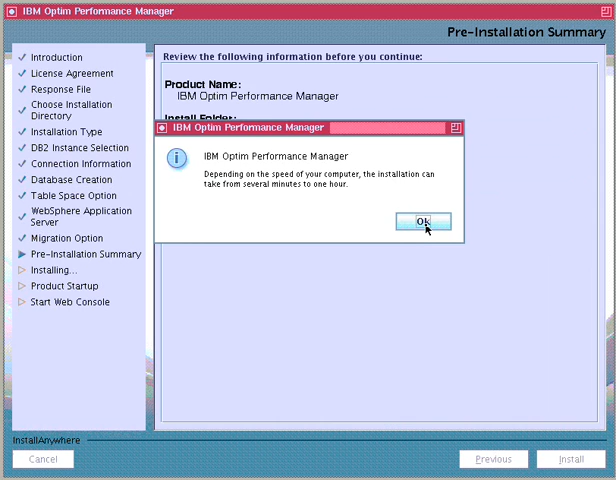 IBM Optim Performance Manager
Pre-Installation Summary
Introduction
License Agreement
Response File
Choose Installation
Directory
Installation Type
DB2 Instance Selection
Connection Information
Database Creation
Table Space Option
WebSphere Application
Server
Migration Option
Pre-Installation Summary
Installing...
Product Startup
Start Web Console
Review the following information before you continue:
Product Name:
IBM Optim Performance Manager
Install Folder:
IBM Optim Performance Manager
IBM Optim Performance Manager
Depending on the speed of your computer, the installation can
take from several minutes to one hour.
OK
InstallAnywhere
Cancel
Previous
Install